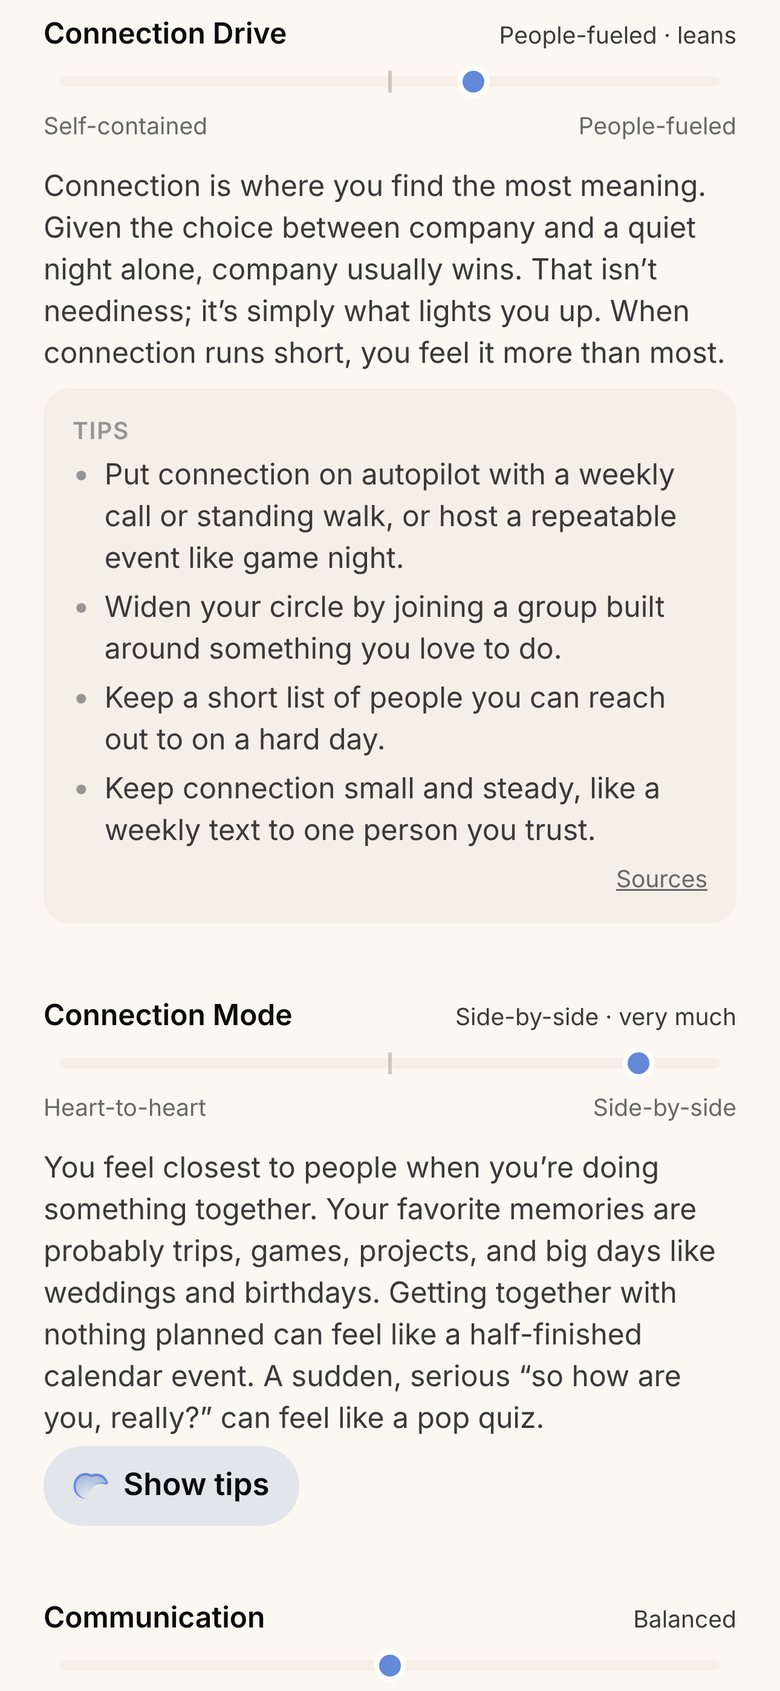 Connection Drive
People-fueled · leans
Self-contained
People-fueled
Connection is where you find the most meaning.
Given the choice between company and a quiet
night alone, company usually wins. That isn’t
neediness; it’s simply what lights you up. When
connection runs short, you feel it more than most.
TIPS
• Put connection on autopilot with a weekly
call or standing walk, or host a repeatable
event like game night.
• Widen your circle by joining a group built
around something you love to do.
• Keep a short list of people you can reach
out to on a hard day.
• Keep connection small and steady, like a
weekly text to one person you trust.
Sources
Connection Mode
Side-by-side · very much
Heart-to-heart
Side-by-side
You feel closest to people when you’re doing
something together. Your favorite memories are
probably trips, games, projects, and big days like
weddings and birthdays. Getting together with
nothing planned can feel like a half-finished
calendar event. A sudden, serious “so how are
you, really?” can feel like a pop quiz.
Show tips
Communication
Balanced